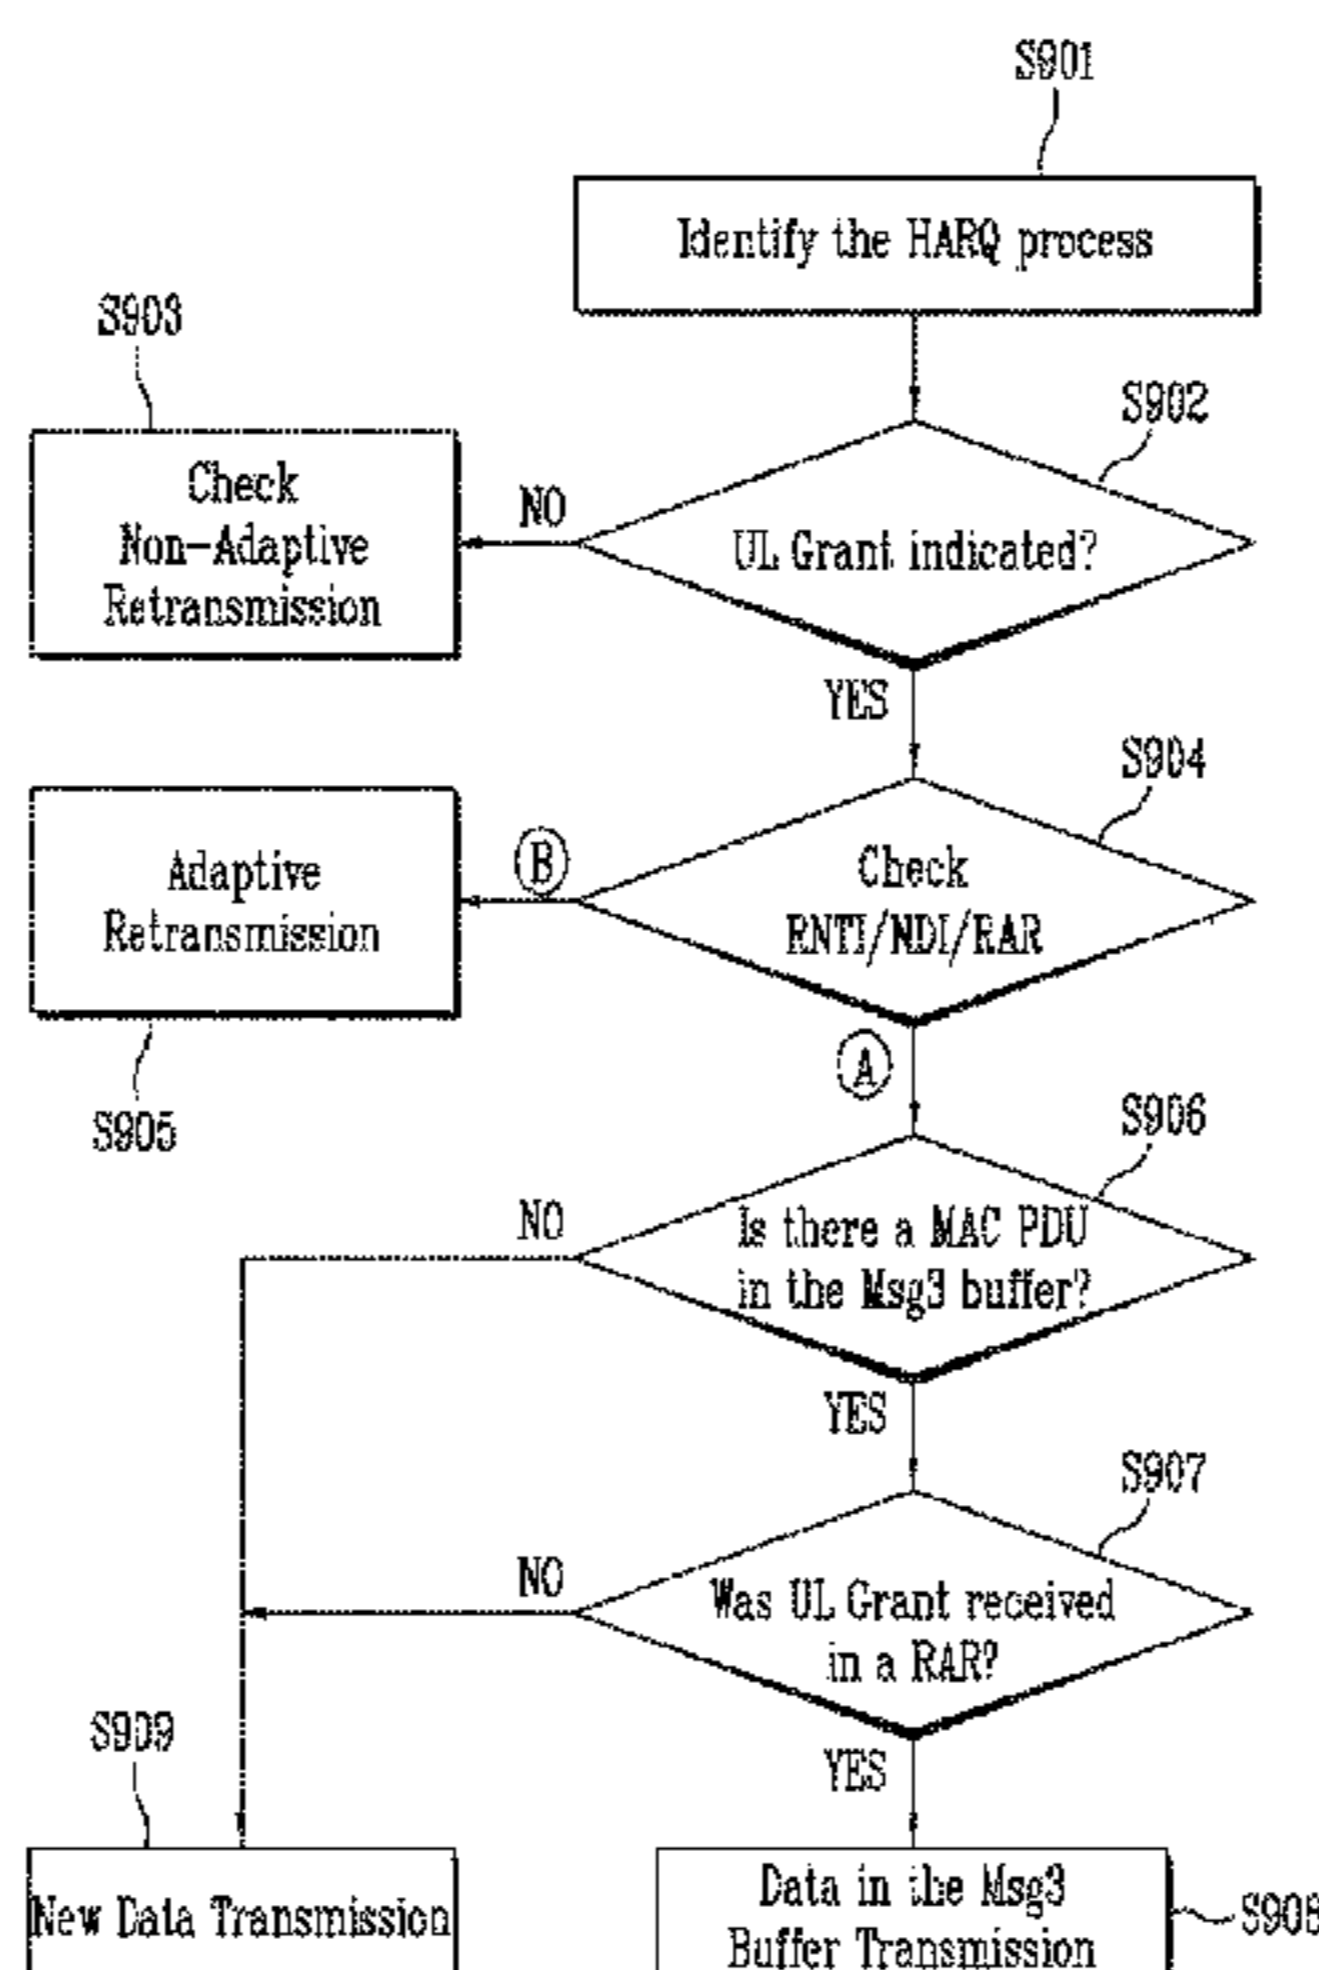 S901
Identify the HARQ process
S903
S902
Check
Non-Adaptive
Retransmission
NO
UL Grant indicated?
YES
S904
Adaptive
Retransmission
B
Check
RNTI/NDI/RAR
S905
A
S906
NO
Is there a MAC PDU
in the Msg3 buffer?
YES
S907
NO
Was UL Grant received
in a RAR?
S909
YES
New Data Transmission
Data in the Msg3
Buffer Transmission
S908